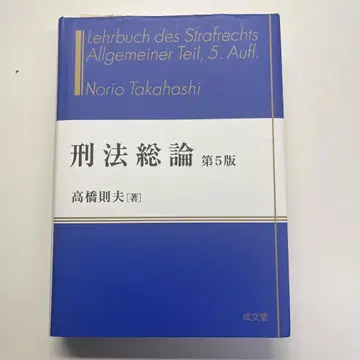 Lehrbuch des Strafrechts
Allgemeiner Teil, 5. Aufl.
Norio Takahashi
刑法総論 第5版
高橋則夫[著]
成文堂